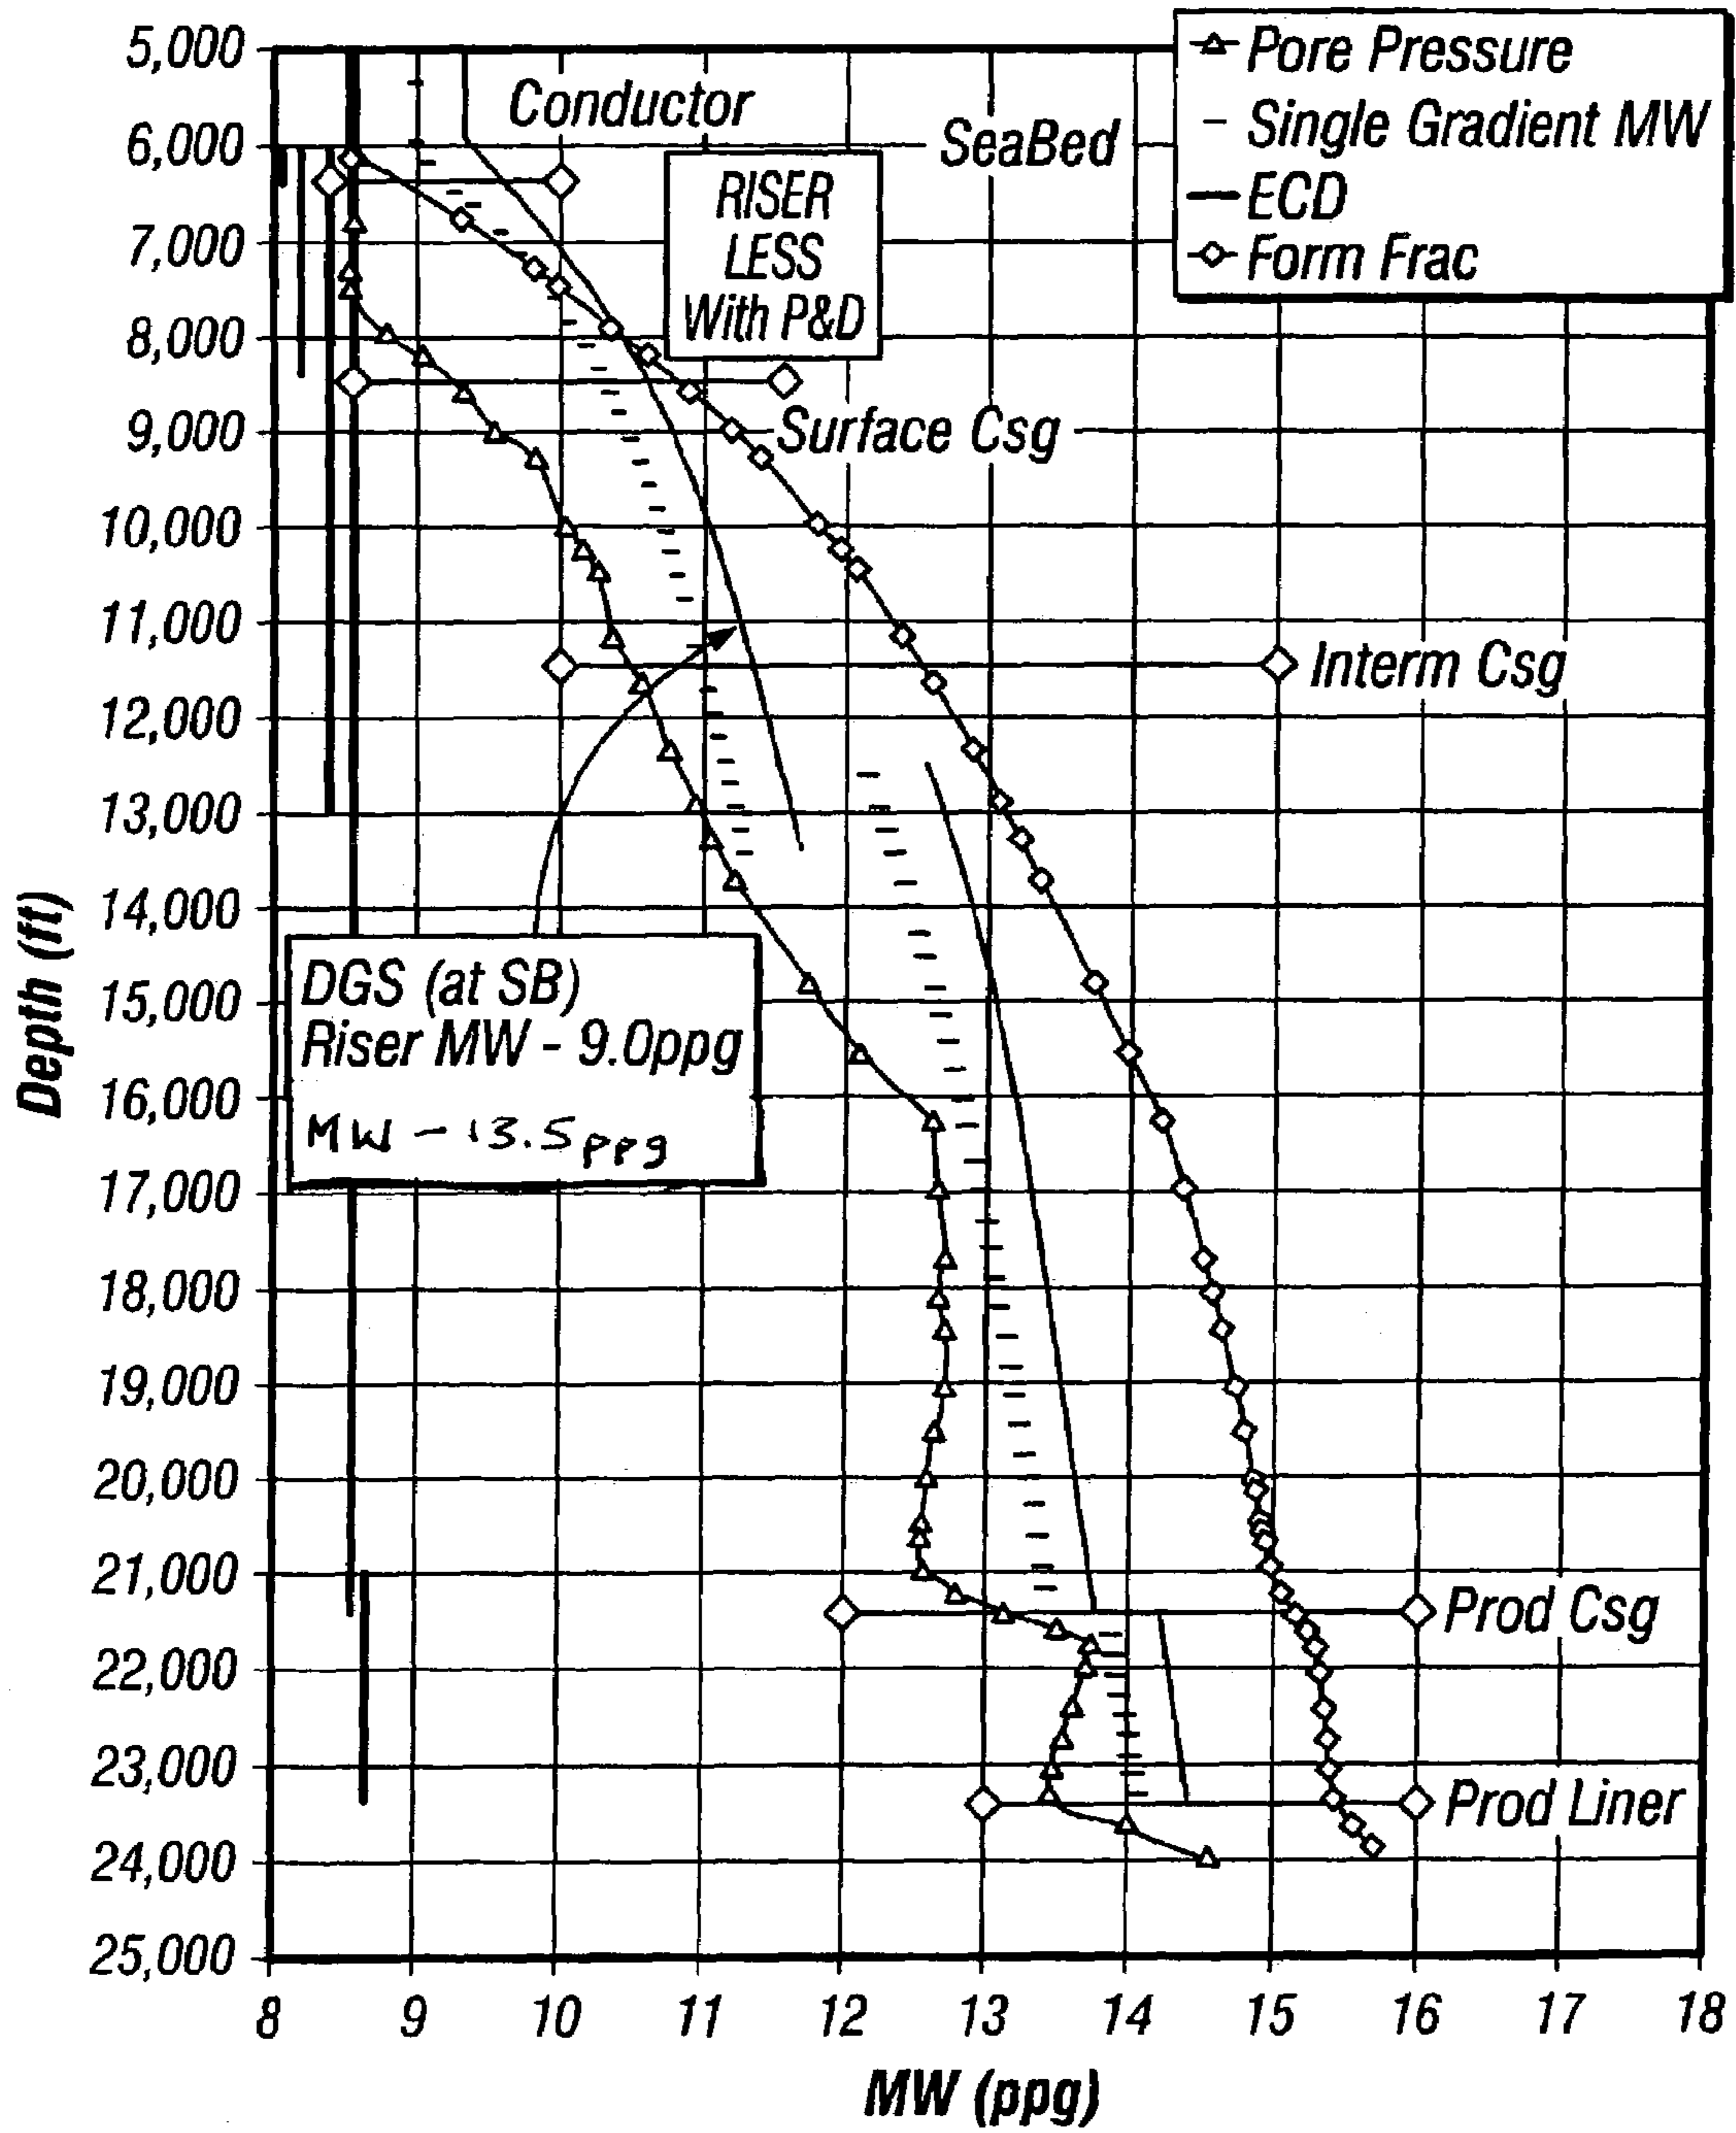 5,000
6,000
7,000
8,000
9,000
10,000
11,000
12,000
13,000
14,000
15,000
16,000
17,000
18,000
19,000
20,000
21,000
22,000
23,000
24,000
25,000
Depth (ft)
8 9 10 11 12 13 14 15 16 17 18
MW (ppg)
Pore Pressure
Single Gradient MW
ECD
Form Frac
Conductor
SeaBed
RISER
LESS
With P&D
Surface Csg
Interm Csg
DGS (at SB)
Riser MW - 9.0ppg
MW - 13.5ppg
Prod Csg
Prod Liner